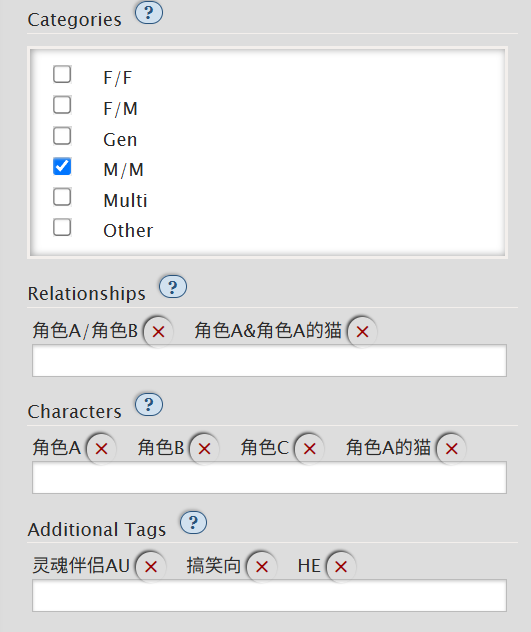 Categories ?
F/F
F/M
Gen
M/M
Multi
Other
Relationships ?
角色A/角色B × 角色A&角色A的猫 ×
Characters ?
角色A × 角色B × 角色C × 角色A的猫 ×
Additional Tags ?
灵魂伴侣AU × 搞笑向 × HE ×